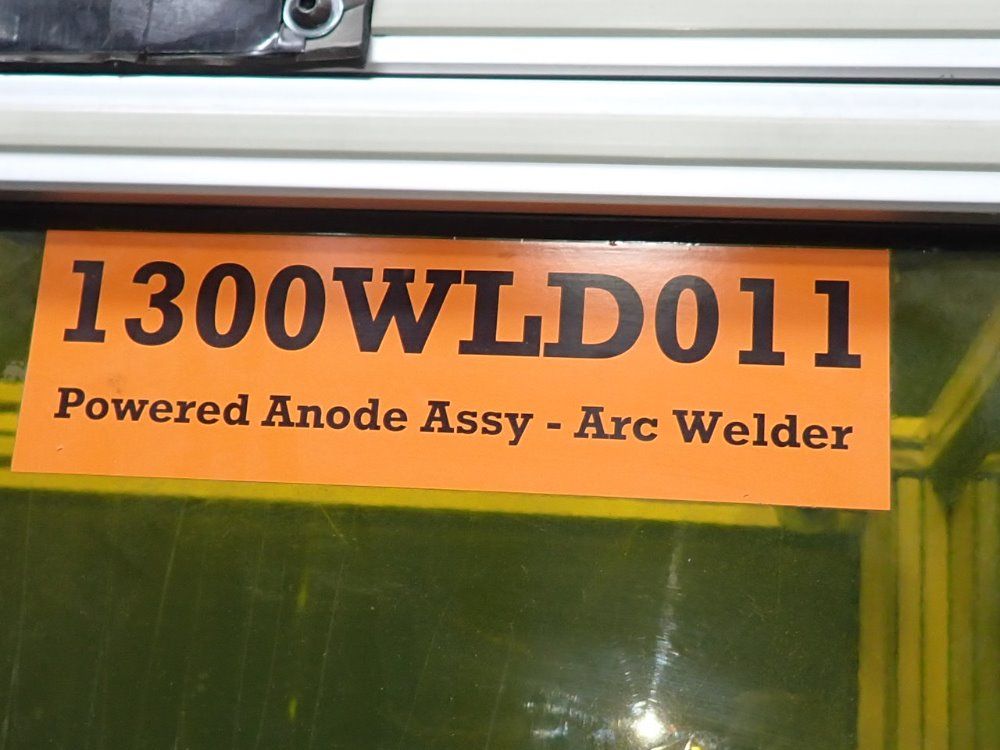 1300WLD011
Powered Anode Assy - Arc Welder